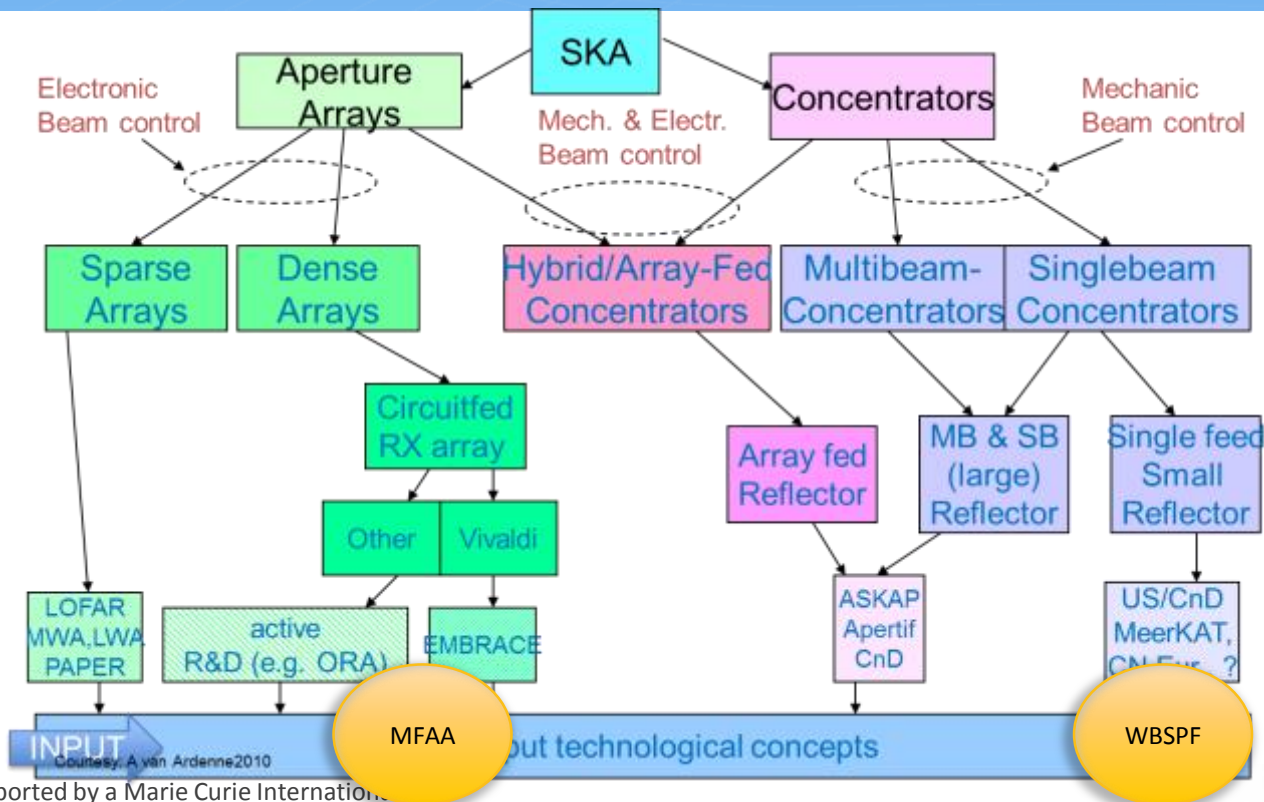 SKA
Aperture
Arrays
Concentrators
Electronic
Beam control
Mech. & Electr.
Beam control
Mechanic
Beam control
Sparse
Arrays
Dense
Arrays
Hybrid/Array-Fed
Concentrators
Multibeam-
Concentrators
Singlebeam
Concentrators
Circuitfed
RX array
Array fed
Reflector
MB & SB
(large)
Reflector
Single feed
Small
Reflector
Other
Vivaldi
LOFAR
MWA,LWA
PAPER
active
R&D (e.g. ORA)
EMBRACE
ASKAP
Apertif
CnD
US/CnD
MeerKAT,
CN Eur...?
INPUT
MFAA
technological concepts
WBSPF
Courtesy: A van Ardenne2010
by a Marie Curie